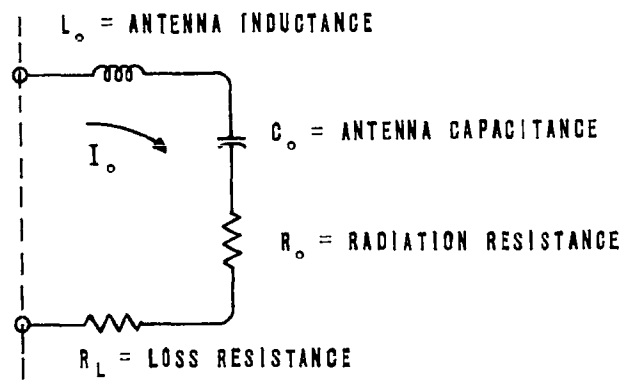 L₀ = ANTENNA INDUCTANCE
I₀
C₀ = ANTENNA CAPACITANCE
R₀ = RADIATION RESISTANCE
R_L = LOSS RESISTANCE